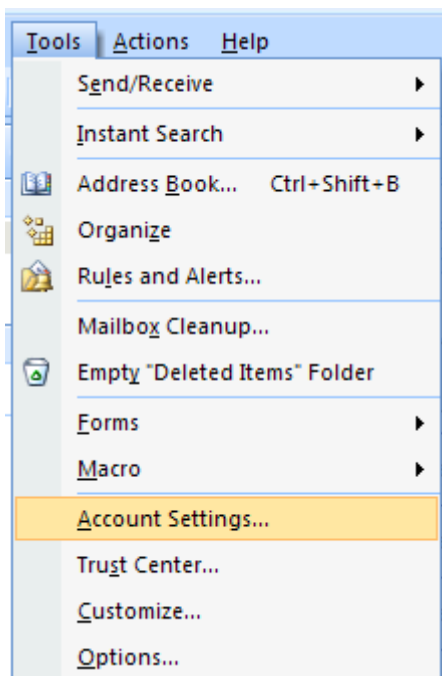 Tools Actions Help
Send/Receive
Instant Search
Address Book... Ctrl+Shift+B
Organize
Rules and Alerts...
Mailbox Cleanup...
Empty "Deleted Items" Folder
Forms
Macro
Account Settings...
Trust Center...
Customize...
Options...